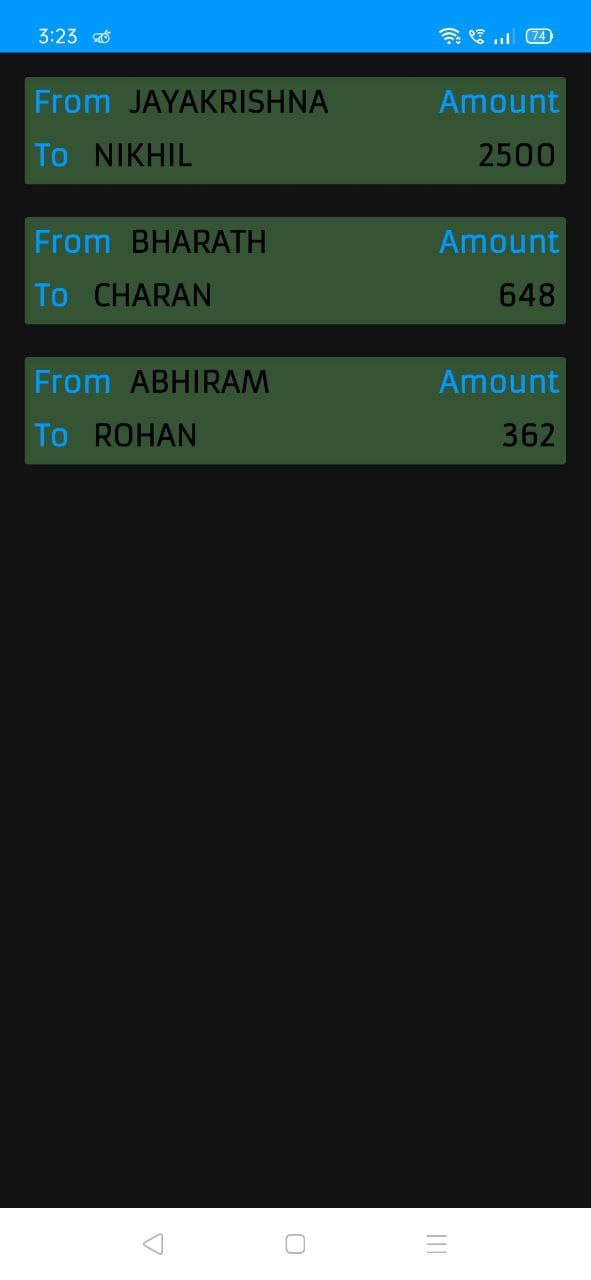 3:23 74
From JAYAKRISHNA Amount
To NIKHIL 2500
From BHARATH Amount
To CHARAN 648
From ABHIRAM Amount
To ROHAN 362